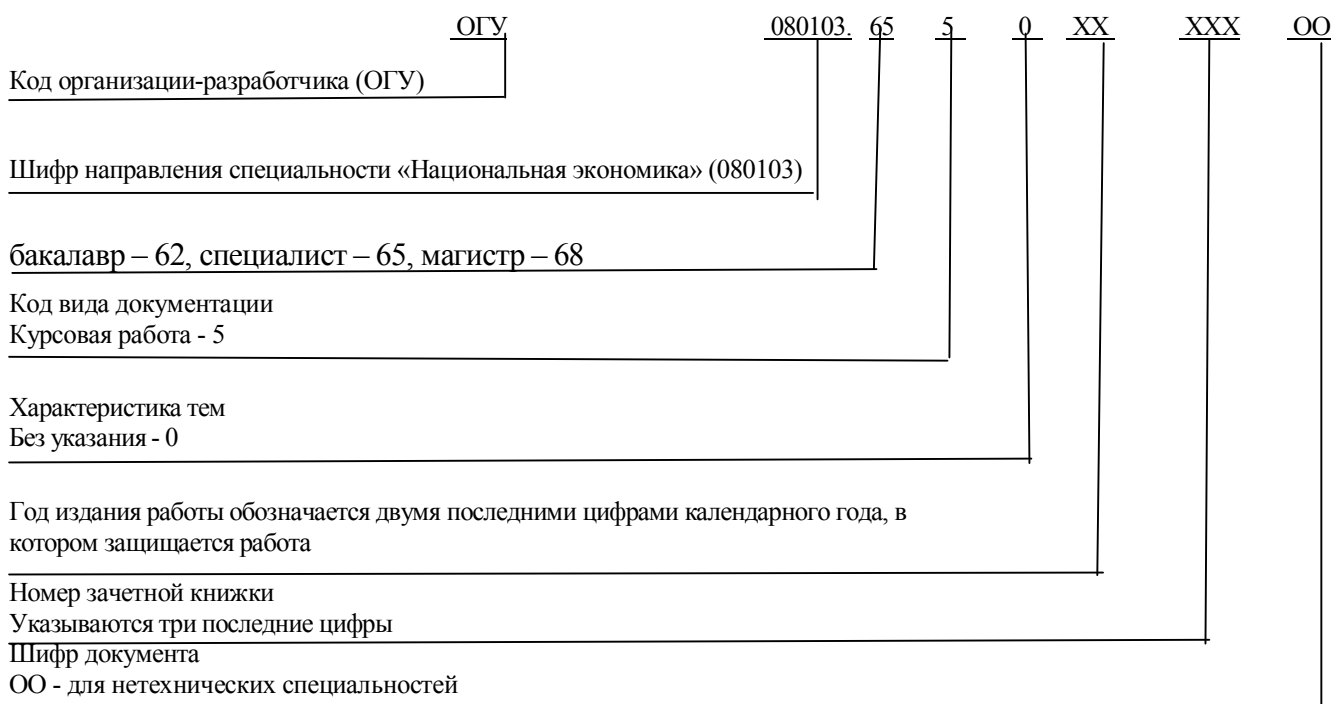 ОГУ 080103. 65 5 0 ХХ ХХХ ОО
Код организации-разработчика (ОГУ)
Шифр направления специальности «Национальная экономика» (080103)
бакалавр – 62, специалист – 65, магистр – 68
Код вида документации
Курсовая работа - 5
Характеристика тем
Без указания - 0
Год издания работы обозначается двумя последними цифрами календарного года, в
котором защищается работа
Номер зачетной книжки
Указываются три последние цифры
Шифр документа
ОО - для нетехнических специальностей